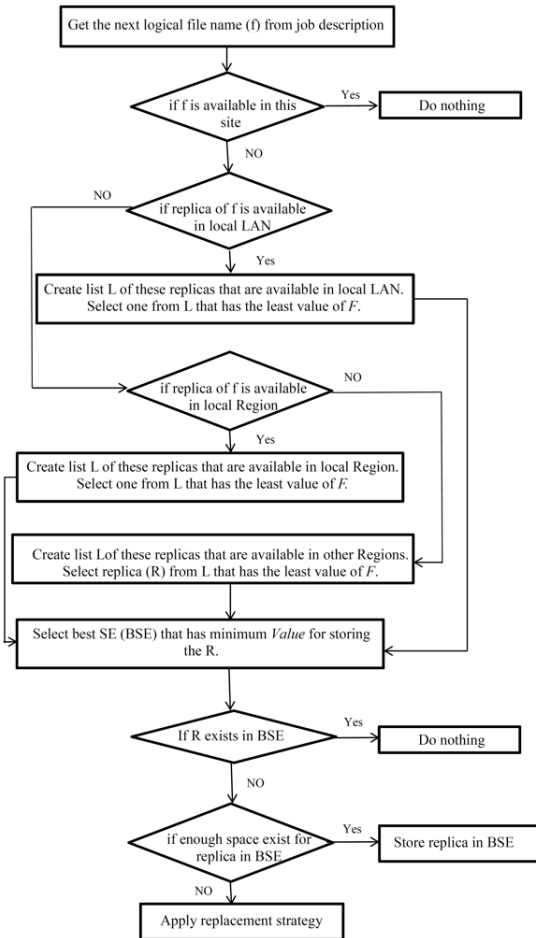 Get the next logical file name (f) from job description
if f is available in this
site
Yes
Do nothing
NO
NO
if replica of f is available
in local LAN
Yes
Create list L of these replicas that are available in local LAN.
Select one from L that has the least value of F.
if replica of f is available
in local Region
NO
Yes
Create list L of these replicas that are available in local Region.
Select one from L that has the least value of F.
Create list Lof these replicas that are available in other Regions.
Select replica (R) from L that has the least value of F.
Select best SE (BSE) that has minimum Value for storing
the R.
If R exists in BSE
Yes
Do nothing
NO
if enough space exist for
replica in BSE
Yes
Store replica in BSE
NO
Apply replacement strategy